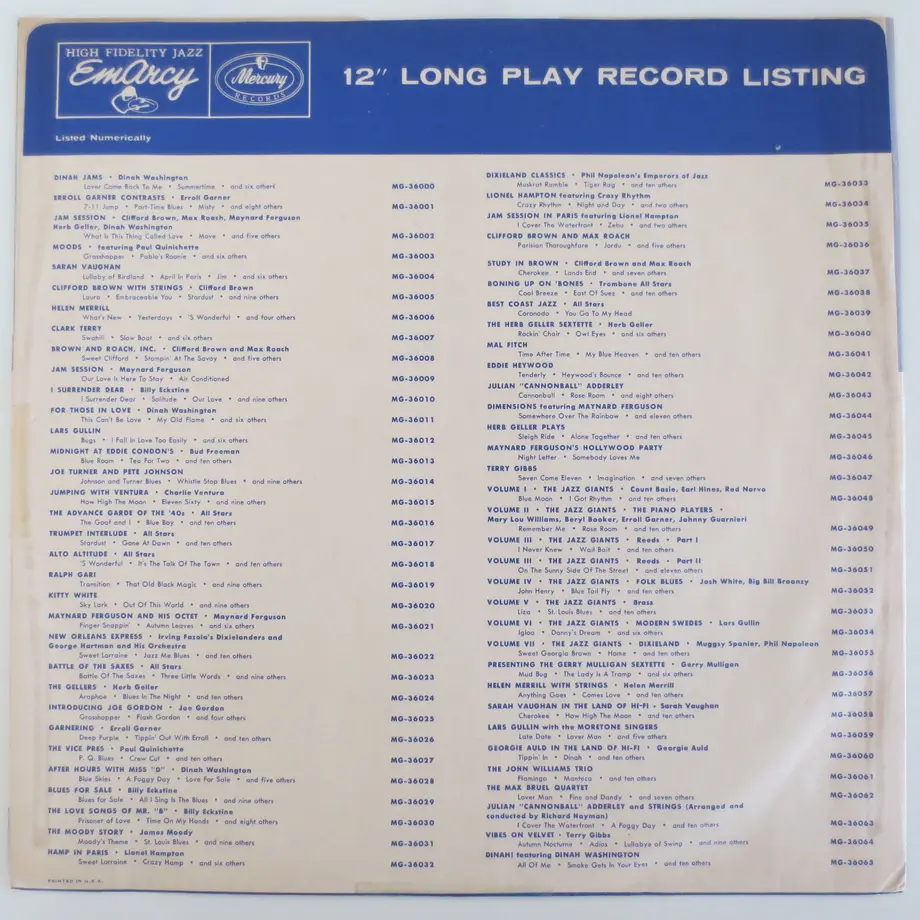 HIGH FIDELITY JAZZ
EmArcy
Mercury
RECORDS
12" LONG PLAY RECORD LISTING
Listed Numerically
DINAH JAMS • Dinah Washington
Lover Come Back To Me • Summertime • and six others MG-36000
ERROLL GARNER CONTRASTS • Erroll Garner
7-11 Jump • Part-Time Blues • Misty • and eight others MG-36001
JAM SESSION • Clifford Brown, Max Roach, Maynard Ferguson
Herb Geller, Dinah Washington
What Is This Thing Called Love • Move • and five others MG-36002
MOODS • featuring Paul Quinichette
Grasshopper • Pablo's Roonie • and six others MG-36003
SARAH VAUGHAN
Lullaby of Birdland • April In Paris • Jim • and six others MG-36004
CLIFFORD BROWN WITH STRINGS • Clifford Brown
Laura • Embraceable You • Stardust • and nine others MG-36005
HELEN MERRILL
What's New • Yesterdays • 'S Wonderful • and four others MG-36006
CLARK TERRY
Swahili • Slow Boat • and six others MG-36007
BROWN AND ROACH, INC. • Clifford Brown and Max Roach
Sweet Clifford • Stompin' At The Savoy • and five others MG-36008
JAM SESSION • Maynard Ferguson
Our Love Is Here To Stay • Air Conditioned MG-36009
I SURRENDER DEAR • Billy Eckstine
I Surrender Dear • Solitude • Our Love • and nine others MG-36010
FOR THOSE IN LOVE • Dinah Washington
This Can't Be Love • My Old Flame • and six others MG-36011
LARS GULLIN
Bugs • I Fall In Love Too Easily • and six others MG-36012
MIDNIGHT AT EDDIE CONDON'S • Bud Freeman
Blue Room • Tea For Two • and ten others MG-36013
JOE TURNER AND PETE JOHNSON
Johnson and Turner Blues • Whistle Stop Blues • and nine others MG-36014
JUMPING WITH VENTURA • Charlie Ventura
How High The Moon • Eleven Sixty • and nine others MG-36015
THE ADVANCE GARDE OF THE '40s • All Stars
The Goof and I • Blue Boy • and ten others MG-36016
TRUMPET INTERLUDE • All Stars
Stardust • Gone At Dawn • and ten others MG-36017
ALTO ALTITUDE • All Stars
'S Wonderful • It's The Talk Of The Town • and ten others MG-36018
RALPH GARI
Transition • That Old Black Magic • and nine others MG-36019
KITTY WHITE
Sky Lark • Out Of This World • and nine others MG-36020
MAYNARD FERGUSON AND HIS OCTET • Maynard Ferguson
Finger Snappin' • Autumn Leaves • and six others MG-36021
NEW ORLEANS EXPRESS • Irving Fazola's Dixielanders and
George Hartman and His Orchestra
Sweet Lorraine • Jazz Me Blues • and ten others MG-36022
BATTLE OF THE SAXES • All Stars
Battle Of The Saxes • Three Little Words • and nine others MG-36023
THE GELLERS • Herb Geller
Araphoe • Blues In The Night • and ten others MG-36024
INTRODUCING JOE GORDON • Joe Gordon
Grasshopper • Flash Gordon • and four others MG-36025
GARNERING • Erroll Garner
Deep Purple • Tippin' Out With Erroll • and ten others MG-36026
THE VICE PRES • Paul Quinichette
P. Q. Blues • Crew Cut • and ten others MG-36027
AFTER HOURS WITH MISS "D" • Dinah Washington
Blue Skies • A Foggy Day • Love For Sale • and five others MG-36028
BLUES FOR SALE • Billy Eckstine
Blues for Sale • All I Sing Is The Blues • and nine others MG-36029
THE LOVE SONGS OF MR. "B" • Billy Eckstine
Prisoner of Love • Time On My Hands • and eight others MG-36030
THE MOODY STORY • James Moody
Moody's Theme • St. Louis Blues • and nine others MG-36031
HAMP IN PARIS • Lionel Hampton
Sweet Lorraine • Crazy Hamp • and six others MG-36032
PRINTED IN U.S.A.
DIXIELAND CLASSICS • Phil Napoleon's Emperors of Jazz
Muskrat Ramble • Tiger Rag • and ten others MG-36033
LIONEL HAMPTON featuring Crazy Rhythm
Crazy Rhythm • Night and Day • and two others MG-36034
JAM SESSION IN PARIS featuring Lionel Hampton
I Cover The Waterfront • Zebu • and two others MG-36035
CLIFFORD BROWN AND MAX ROACH
Parisian Thoroughfare • Jordu • and five others MG-36036
STUDY IN BROWN • Clifford Brown and Max Roach
Cherokee • Lands End • and seven others MG-36037
BONING UP ON 'BONES • Trombone All Stars
Cool Breeze • East Of Suez • and ten others MG-36038
BEST COAST JAZZ • All Stars
Coronado • You Go To My Head MG-36039
THE HERB GELLER SEXTETTE • Herb Geller
Rockin' Chair • Owl Eyes • and six others MG-36040
MAL FITCH
Time After Time • My Blue Heaven • and ten others MG-36041
EDDIE HEYWOOD
Tenderly • Heywood's Bounce • and ten others MG-36042
JULIAN "CANNONBALL" ADDERLEY
Cannonball • Rose Room • and eight others MG-36043
DIMENSIONS featuring MAYNARD FERGUSON
Somewhere Over The Rainbow • and eleven others MG-36044
HERB GELLER PLAYS
Sleigh Ride • Alone Together • and ten others MG-36045
MAYNARD FERGUSON'S HOLLYWOOD PARTY
Night Letter • Somebody Loves Me MG-36046
TERRY GIBBS
Seven Come Eleven • Imagination • and seven others MG-36047
VOLUME I • THE JAZZ GIANTS • Count Basie, Earl Hines, Red Norvo
Blue Moon • I Got Rhythm • and ten others MG-36048
VOLUME II • THE JAZZ GIANTS • THE PIANO PLAYERS •
Mary Lou Williams, Beryl Booker, Erroll Garner, Johnny Guarnieri
Remember Me • Rose Room • and ten others MG-36049
VOLUME III • THE JAZZ GIANTS • Reeds • Part I
I Never Knew • Wail Bait • and ten others MG-36050
VOLUME III • THE JAZZ GIANTS • Reeds • Part II
On The Sunny Side Of The Street • and eleven others MG-36051
VOLUME IV • THE JAZZ GIANTS • FOLK BLUES • Josh White, Big Bill Broonzy
John Henry • Blue Tail Fly • and ten others MG-36052
VOLUME V • THE JAZZ GIANTS • Brass
Liza • St. Louis Blues • and ten others MG-36053
VOLUME VI • THE JAZZ GIANTS • MODERN SWEDES • Lars Gullin
Igloo • Danny's Dream • and six others MG-36054
VOLUME VII • THE JAZZ GIANTS • DIXIELAND • Muggsy Spanier, Phil Napoleon
Sweet Georgia Brown • Home • and ten others MG-36055
PRESENTING THE GERRY MULLIGAN SEXTETTE • Gerry Mulligan
Mud Bug • The Lady Is A Tramp • and six others MG-36056
HELEN MERRILL WITH STRINGS • Helen Merrill
Anything Goes • Comes Love • and ten others MG-36057
SARAH VAUGHAN IN THE LAND OF HI-FI • Sarah Vaughan
Cherokee • How High The Moon • and ten others MG-36058
LARS GULLIN with the MORETONE SINGERS
Late Date • Lover Man • and five others MG-36059
GEORGIE AULD IN THE LAND OF HI-FI • Georgie Auld
Tippin' In • Dinah • and ten others MG-36060
THE JOHN WILLIAMS TRIO
Flamingo • Manteca • and ten others MG-36061
THE MAX BRUEL QUARTET
Lover Man • Fine and Dandy • and seven others MG-36062
JULIAN "CANNONBALL" ADDERLEY and STRINGS (Arranged and
conducted by Richard Hayman)
I Cover The Waterfront • A Foggy Day • and ten others MG-36063
VIBES ON VELVET • Terry Gibbs
Autumn Nocturne • Adios • Lullabye of Swing • and nine others MG-36064
DINAH! featuring DINAH WASHINGTON
All Of Me • Smoke Gets In Your Eyes • and ten others MG-36065